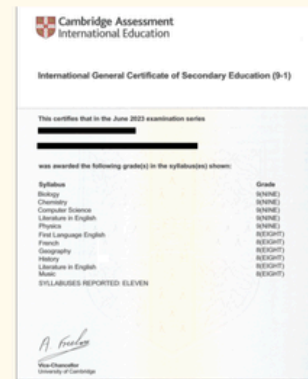 Cambridge Assessment
International Education
International General Certificate of Secondary Education (9-1)
This certifies that in the June 2023 examination series
was awarded the following grade(s) in the syllabus(es) shown:
Syllabus Grade
Biology 9(NINE)
Chemistry 9(NINE)
Computer Science 9(NINE)
Literature in English 9(NINE)
Physics 9(NINE)
First Language English 8(EIGHT)
French 8(EIGHT)
Geography 8(EIGHT)
History 8(EIGHT)
Literature in English 8(EIGHT)
Music 8(EIGHT)
SYLLABUSES REPORTED: ELEVEN
Vice-Chancellor
University of Cambridge